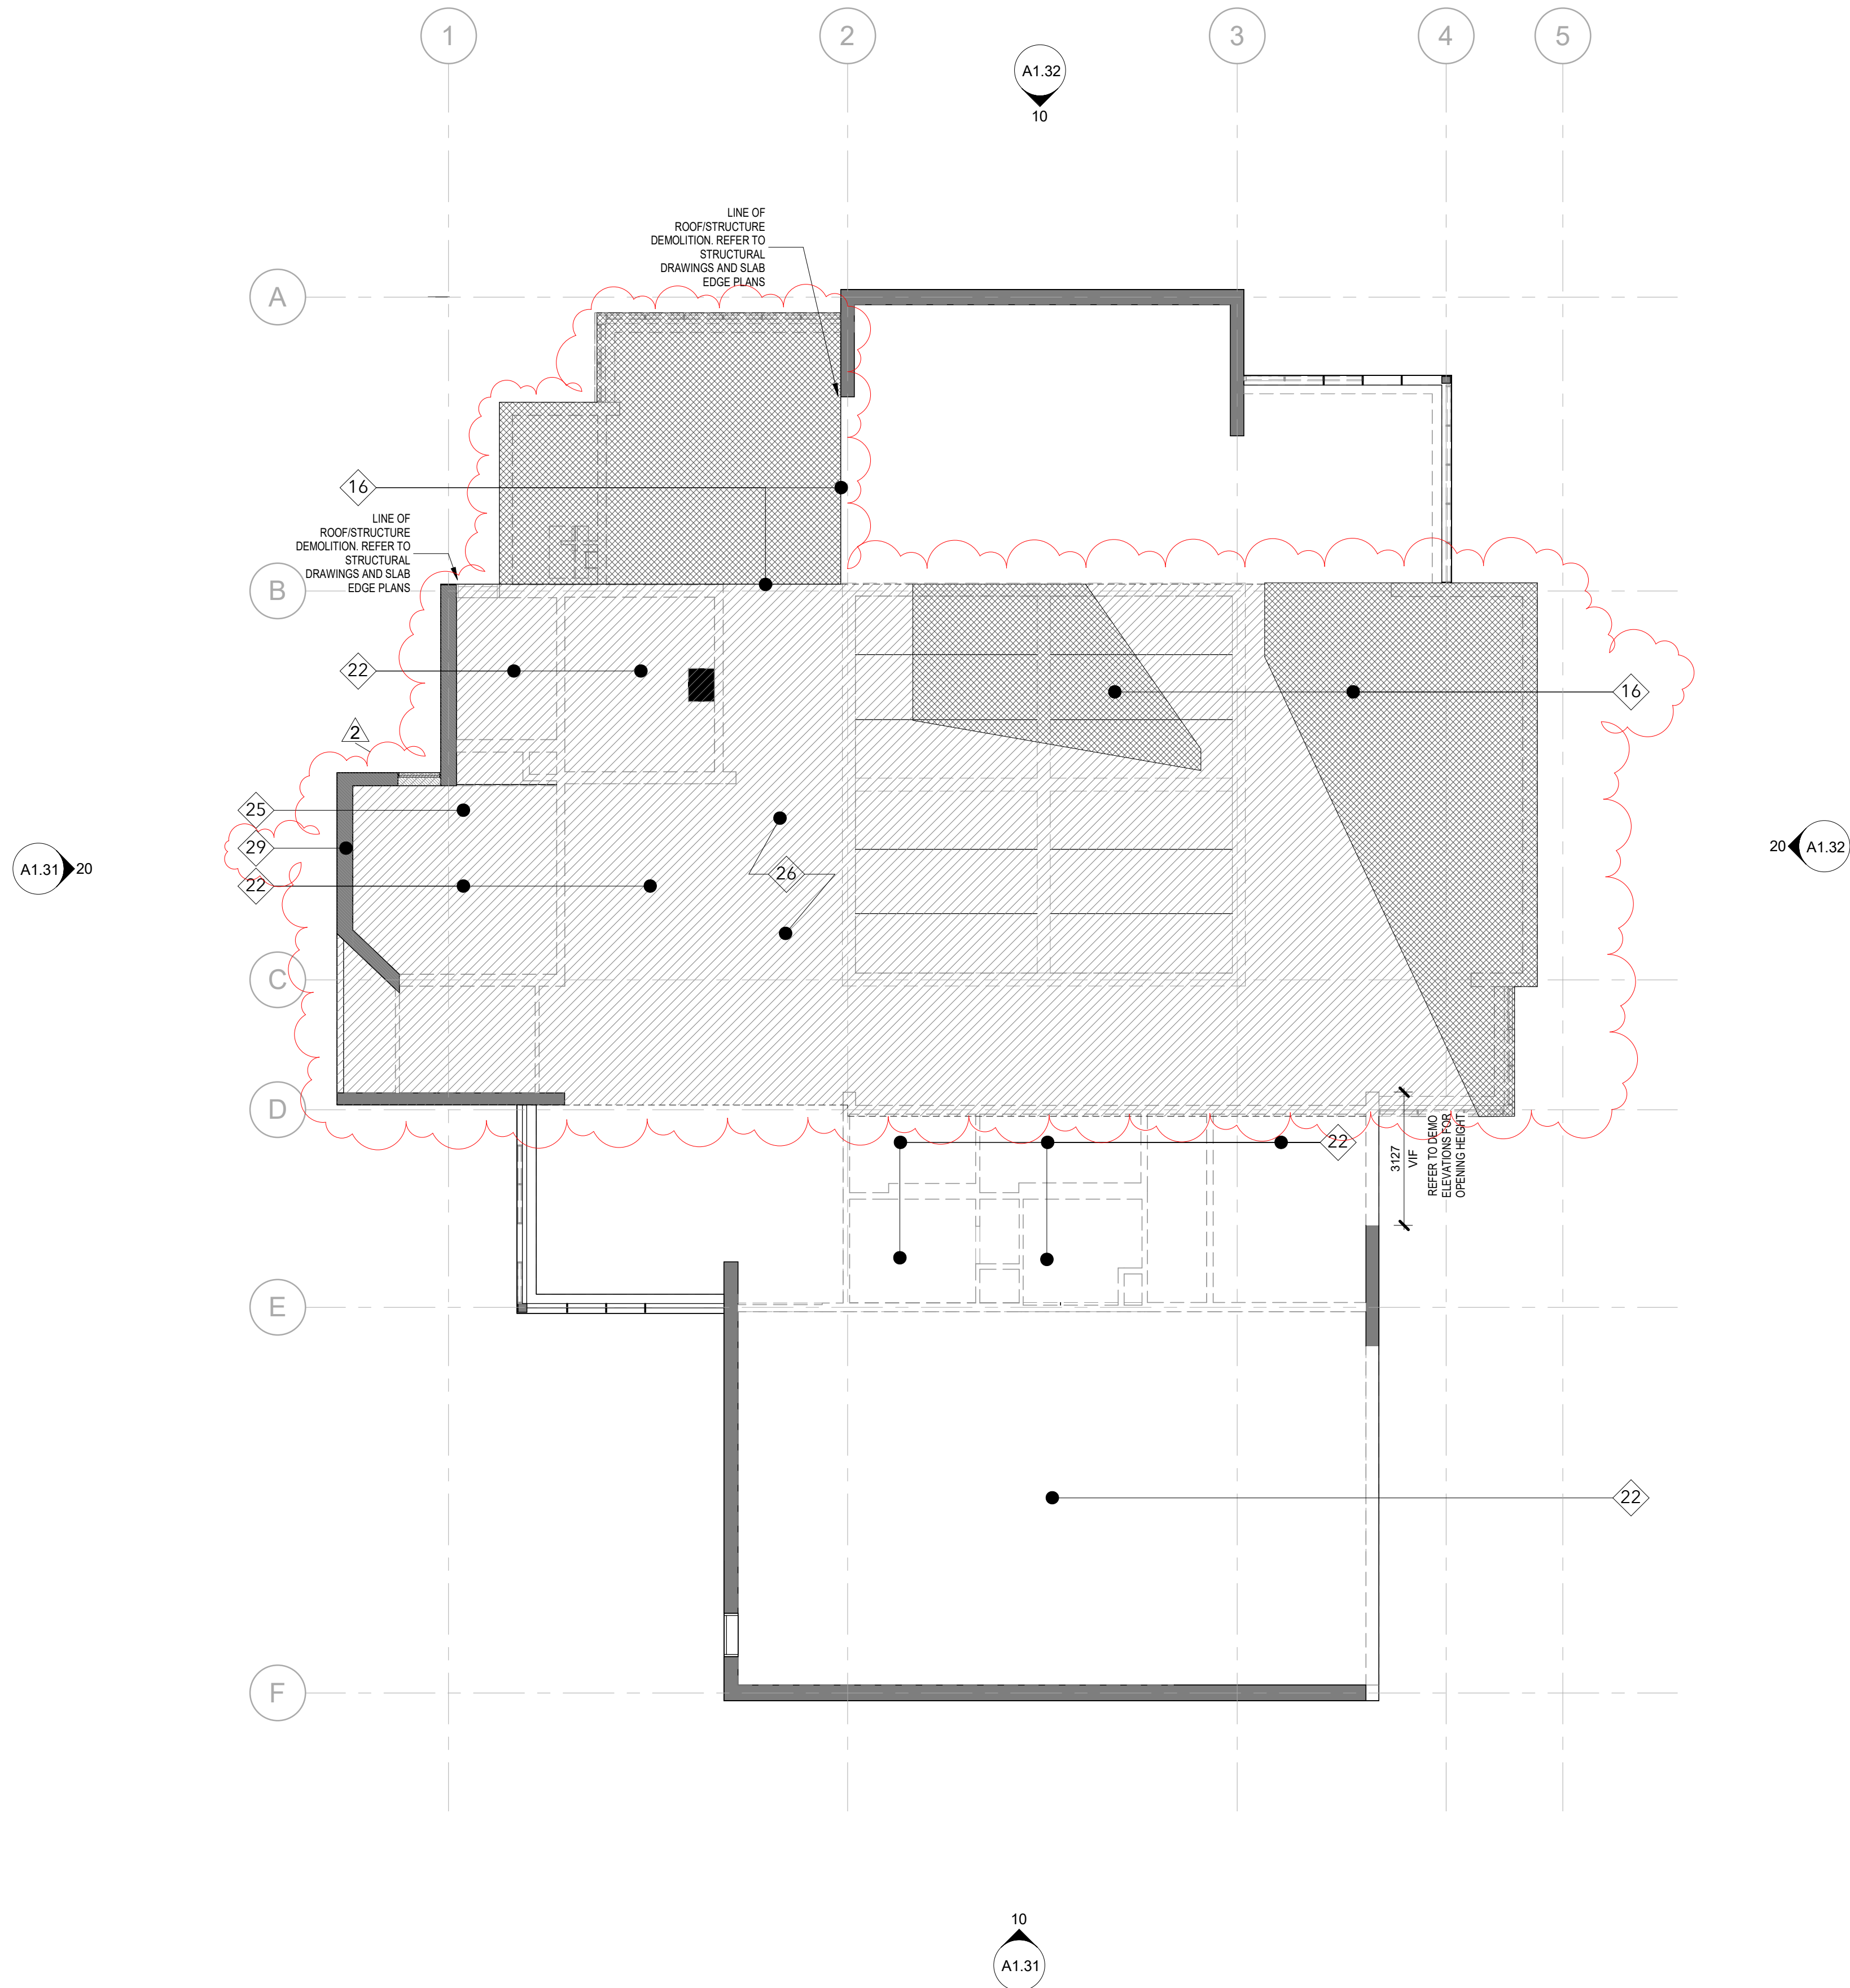 1
2
3
4
5
A1.32
10
LINE OF
ROOF/STRUCTURE
DEMOLITION. REFER TO
STRUCTURAL
DRAWINGS AND SLAB
EDGE PLANS
A
16
LINE OF
ROOF/STRUCTURE
DEMOLITION. REFER TO
STRUCTURAL
DRAWINGS AND SLAB
EDGE PLANS
B
22
16
2
25
29
A1.31
20
22
26
20
A1.32
C
D
22
3127
VIF
REFER TO DEMO
ELEVATIONS FOR
OPENING HEIGHT.
E
22
F
10
A1.31